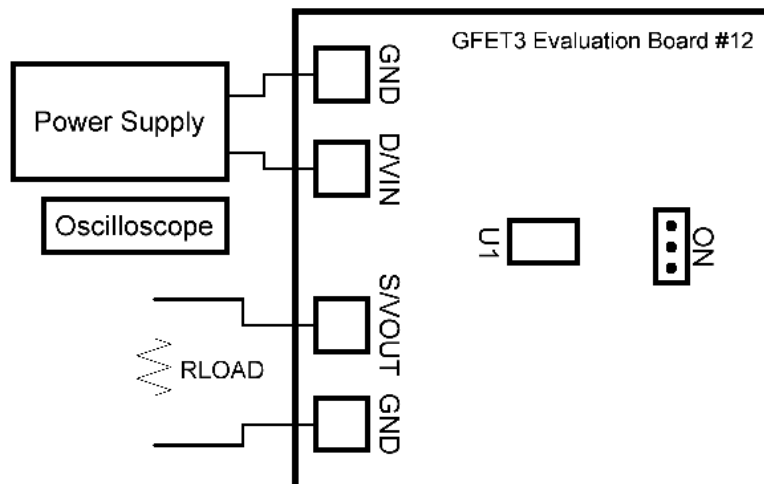 GFET3 Evaluation Board #12
GND
Power Supply
D/VIN
Oscilloscope
U1
ON
S/VOUT
RLOAD
GND